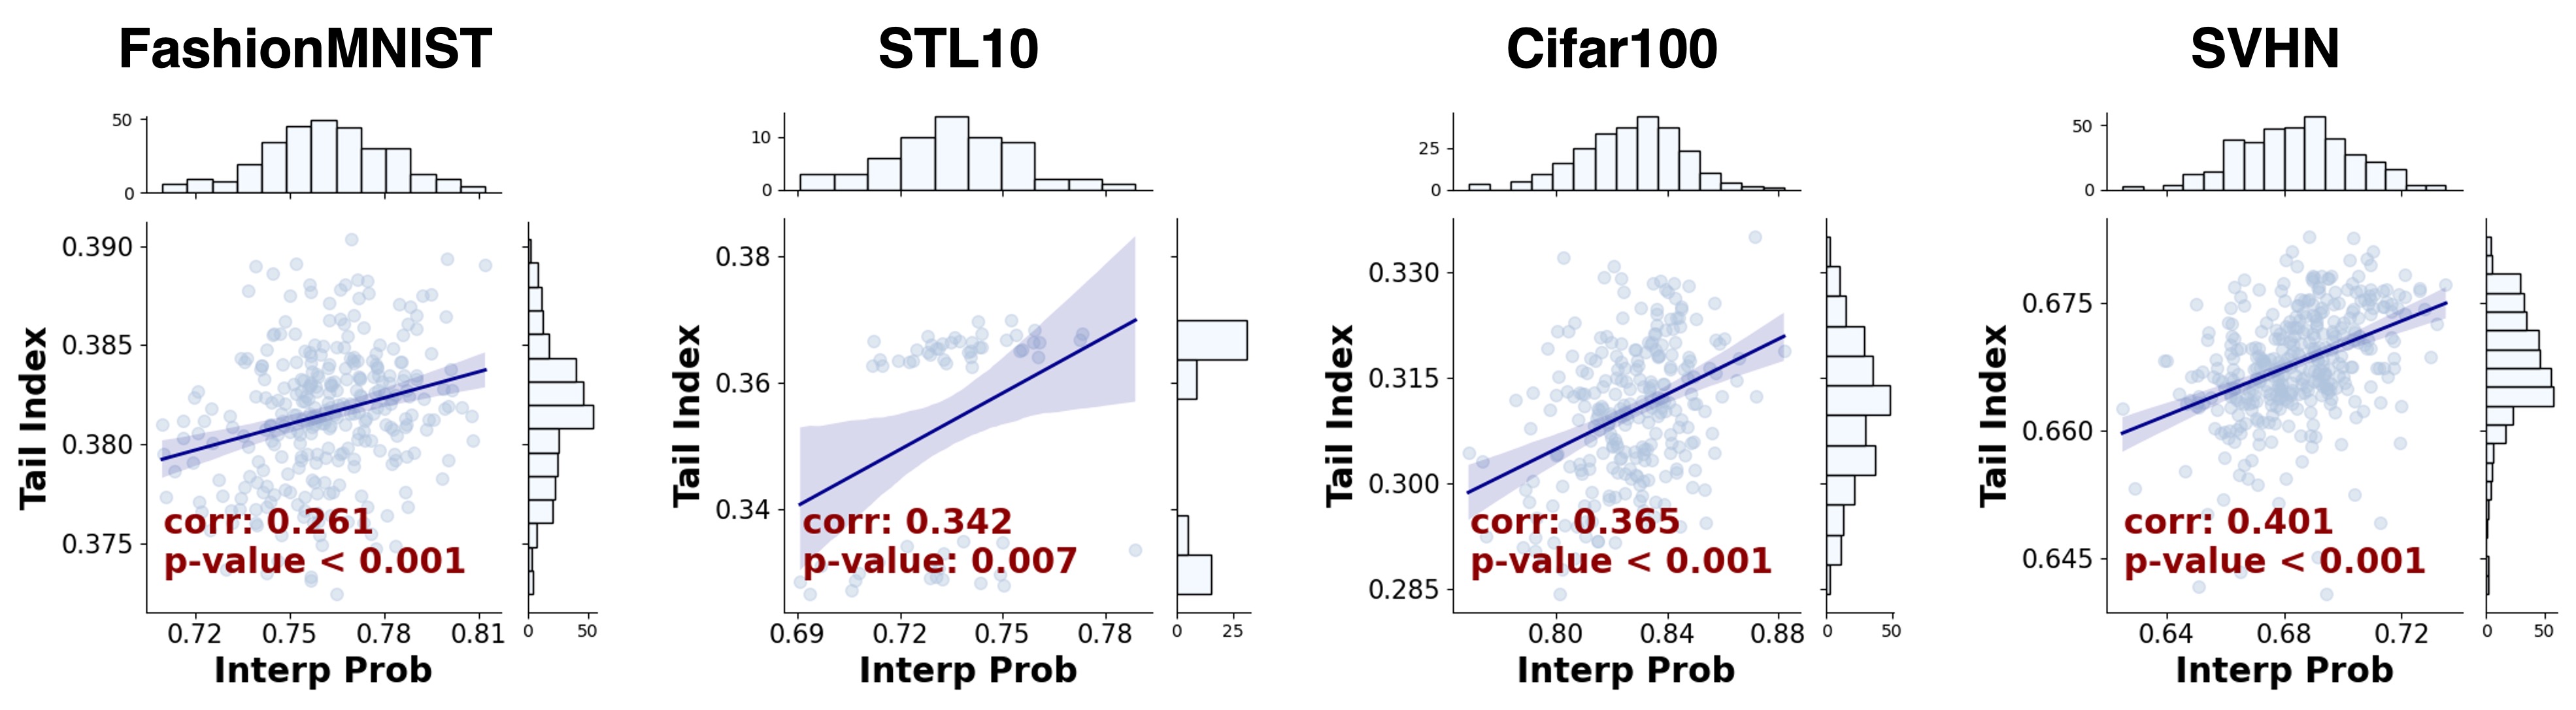 FashionMNIST
50
0
0.390
0.385
0.380
0.375
Tail Index
corr: 0.261
p-value < 0.001
0.72 0.75 0.78 0.81
0 50
Interp Prob
STL10
10
0
0.38
0.36
0.34
Tail Index
corr: 0.342
p-value: 0.007
0.69 0.72 0.75 0.78
0 25
Interp Prob
Cifar100
25
0
0.330
0.315
0.300
0.285
Tail Index
corr: 0.365
p-value < 0.001
0.80 0.84 0.88
0 50
Interp Prob
SVHN
50
0
0.675
0.660
0.645
Tail Index
corr: 0.401
p-value < 0.001
0.64 0.68 0.72
0 50
Interp Prob